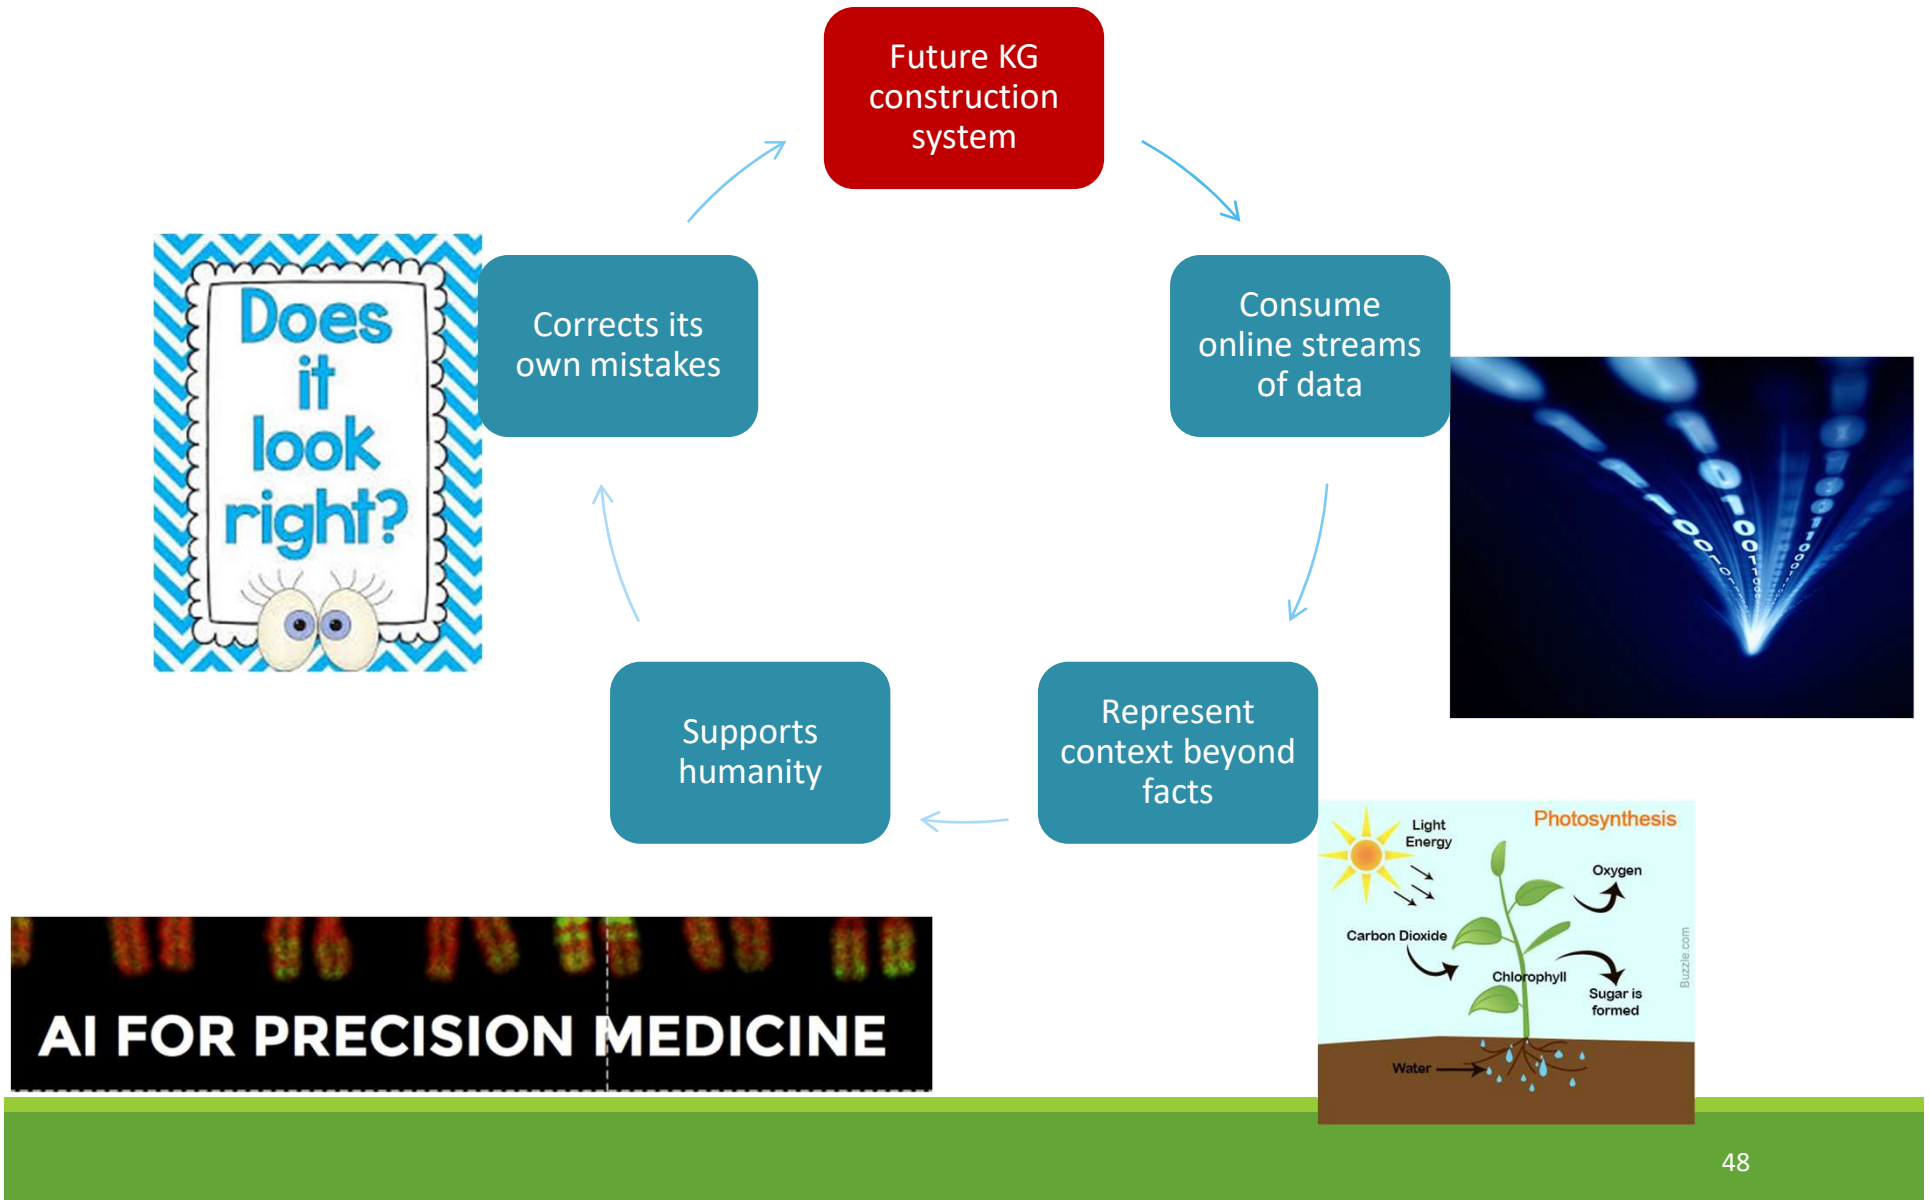 Future KG
construction
system
Consume
online streams
of data
Represent
context beyond
facts
Supports
humanity
Corrects its
own mistakes
Does
it
look
right?
AI FOR PRECISION MEDICINE
Photosynthesis
Light
Energy
Oxygen
Carbon Dioxide
Chlorophyll
Sugar is
formed
Water
Buzzle.com
48